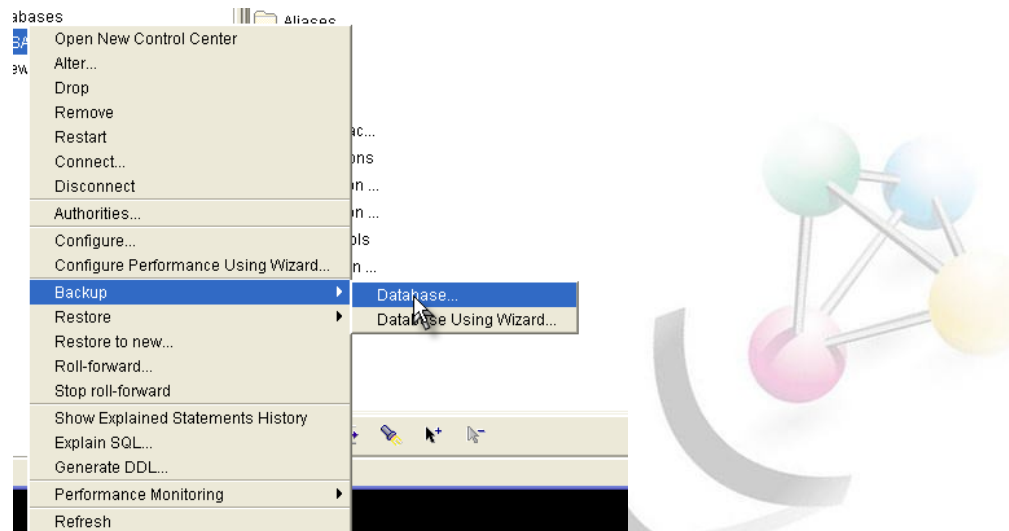 Aliases
Open New Control Center
Alter...
Drop
Remove
Restart
Connect...
Disconnect
Authorities...
Configure...
Configure Performance Using Wizard...
Backup
Database...
Restore
Database Using Wizard...
Restore to new...
Roll-forward...
Stop roll-forward
Show Explained Statements History
Explain SQL...
Generate DDL...
Performance Monitoring
Refresh